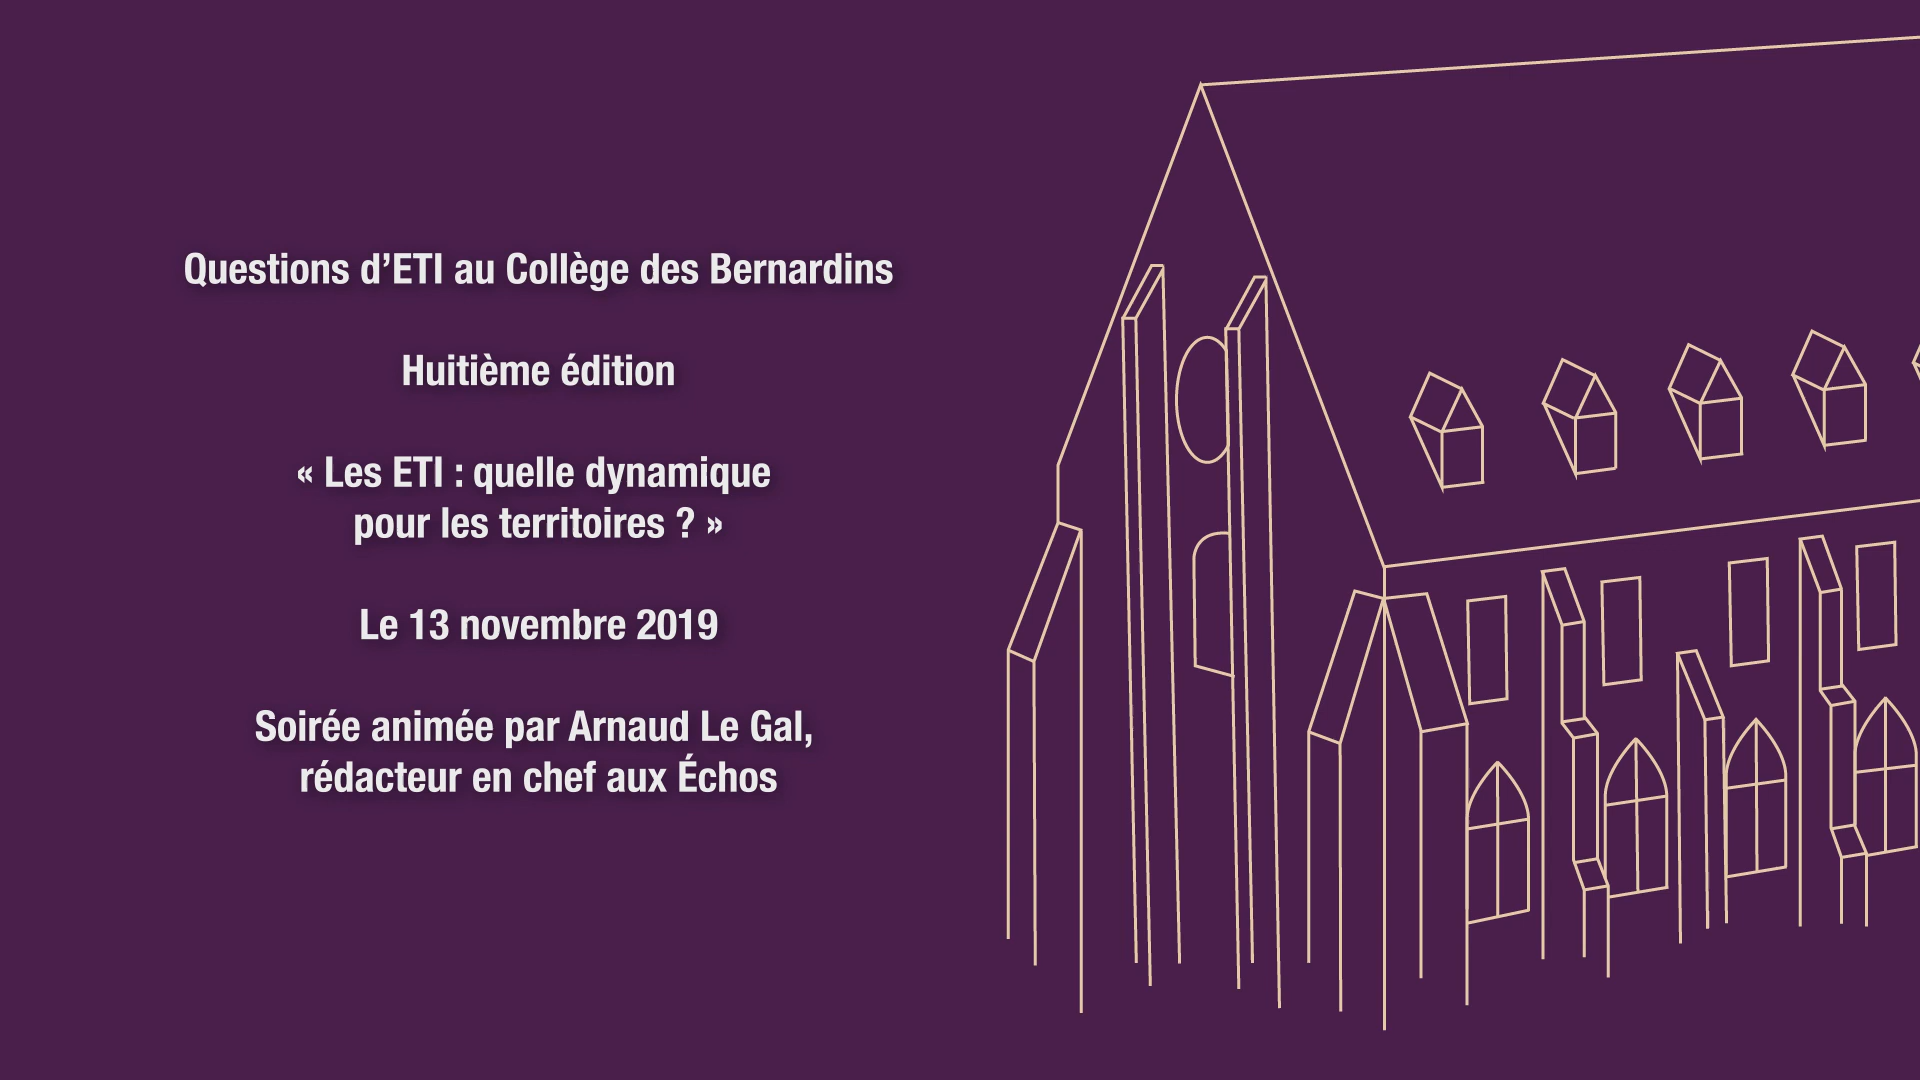 Questions d’ETI au Collège des Bernardins
Huitième édition
« Les ETI : quelle dynamique
pour les territoires ? »
Le 13 novembre 2019
Soirée animée par Arnaud Le Gal,
rédacteur en chef aux Échos